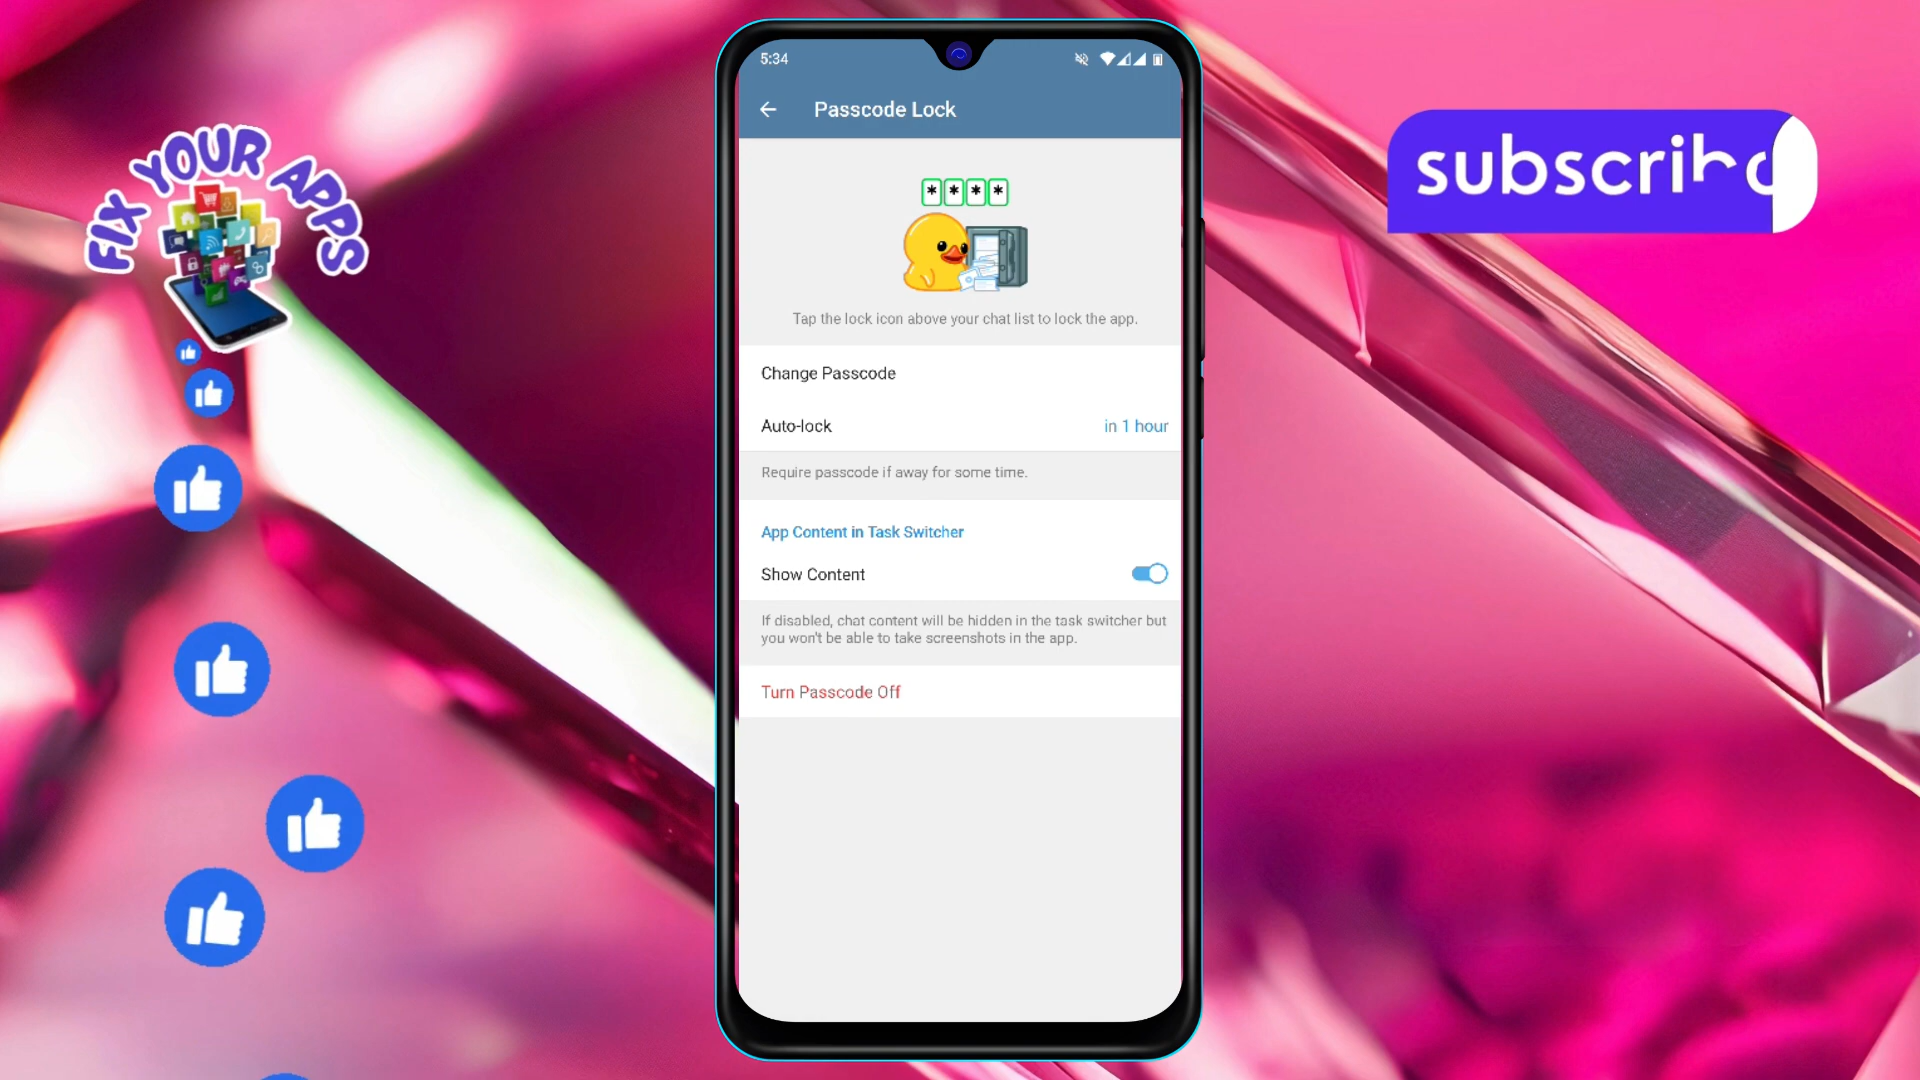 FIX YOUR APPS
5:34
Passcode Lock
* * * *
Tap the lock icon above your chat list to lock the app.
Change Passcode
Auto-lock in 1 hour
Require passcode if away for some time.
App Content in Task Switcher
Show Content
If disabled, chat content will be hidden in the task switcher but
you won't be able to take screenshots in the app.
Turn Passcode Off